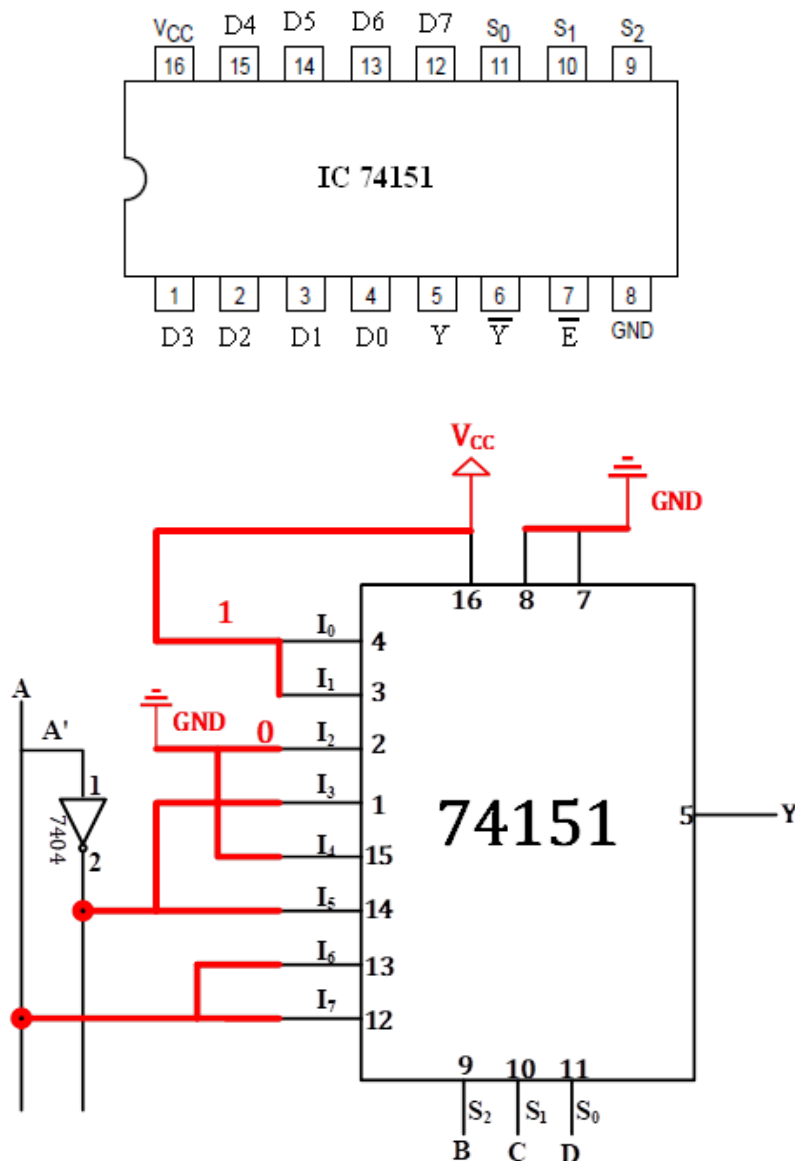 V_CC D4 D5 D6 D7 S₀ S₁ S₂
16 15 14 13 12 11 10 9
IC 74151
1 2 3 4 5 6 7 8
D3 D2 D1 D0 Y Y̅ E̅ GND
V_CC
GND
16 8 7
1
I₀ 4
I₁ 3
A
GND
A'
0
I₂ 2
1
I₃ 1
7404
74151
5 Y
2
I₄ 15
I₅ 14
I₆ 13
I₇ 12
9 10 11
S₂ S₁ S₀
B C D